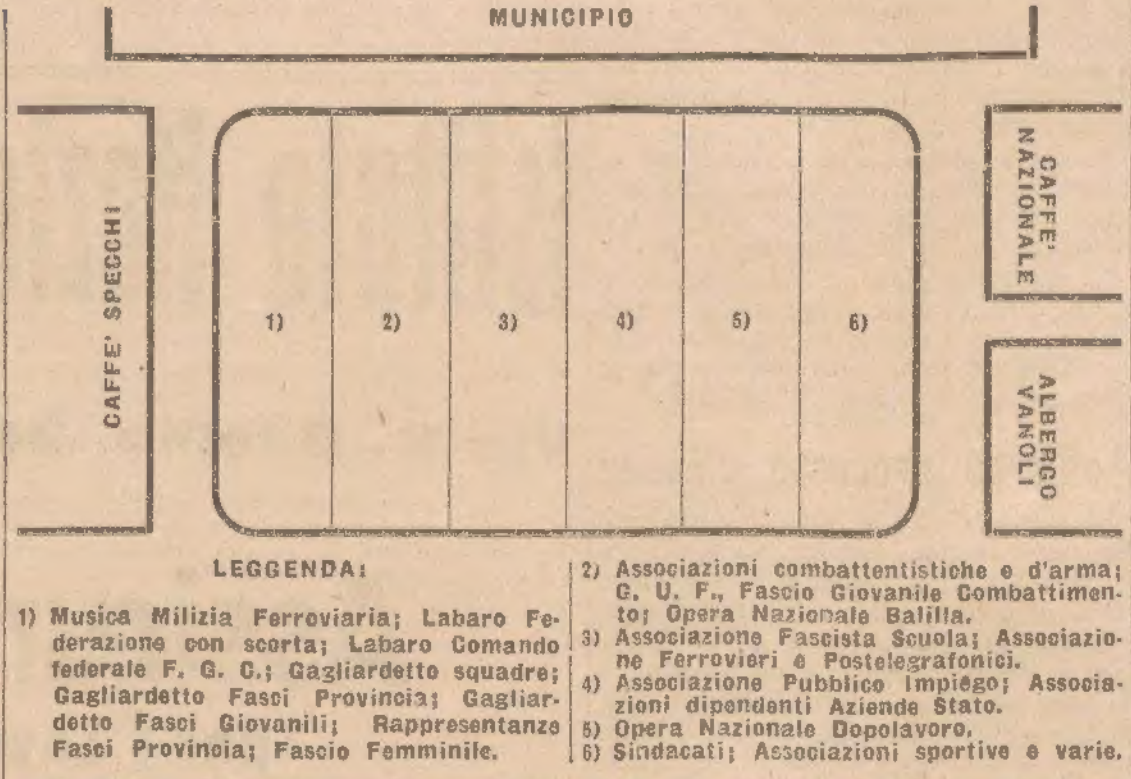 MUNICIPIO
CAFFE' SPECCHI
1)
2)
3)
4)
5)
6)
CAFFE'
NAZIONALE
ALBERGO
VANOLI
LEGGENDA:
1) Musica Milizia Ferroviaria; Labaro Fe-
derazione con scorta; Labaro Comando
federale F. G. C.; Gagliardetto squadre;
Gagliardetto Fasci Provincia; Gagliar-
detto Fasci Giovanili; Rappresentanze
Fasci Provincia; Fascio Femminile.
2) Associazioni combattentistiche e d'arma;
G. U. F., Fascio Giovanile Combattimen-
to; Opera Nazionale Balilla.
3) Associazione Fascista Scuola; Associazio-
ne Ferrovieri e Postelegrafonici.
4) Associazione Pubblico Impiego; Associa-
zioni dipendenti Aziende Stato.
5) Opera Nazionale Dopolavoro.
6) Sindacati; Associazioni sportive e varie.